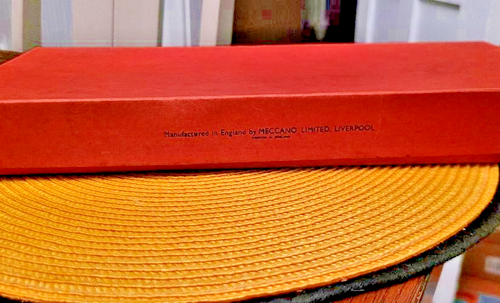 Manufactured in England by MECCANO LIMITED, LIVERPOOL